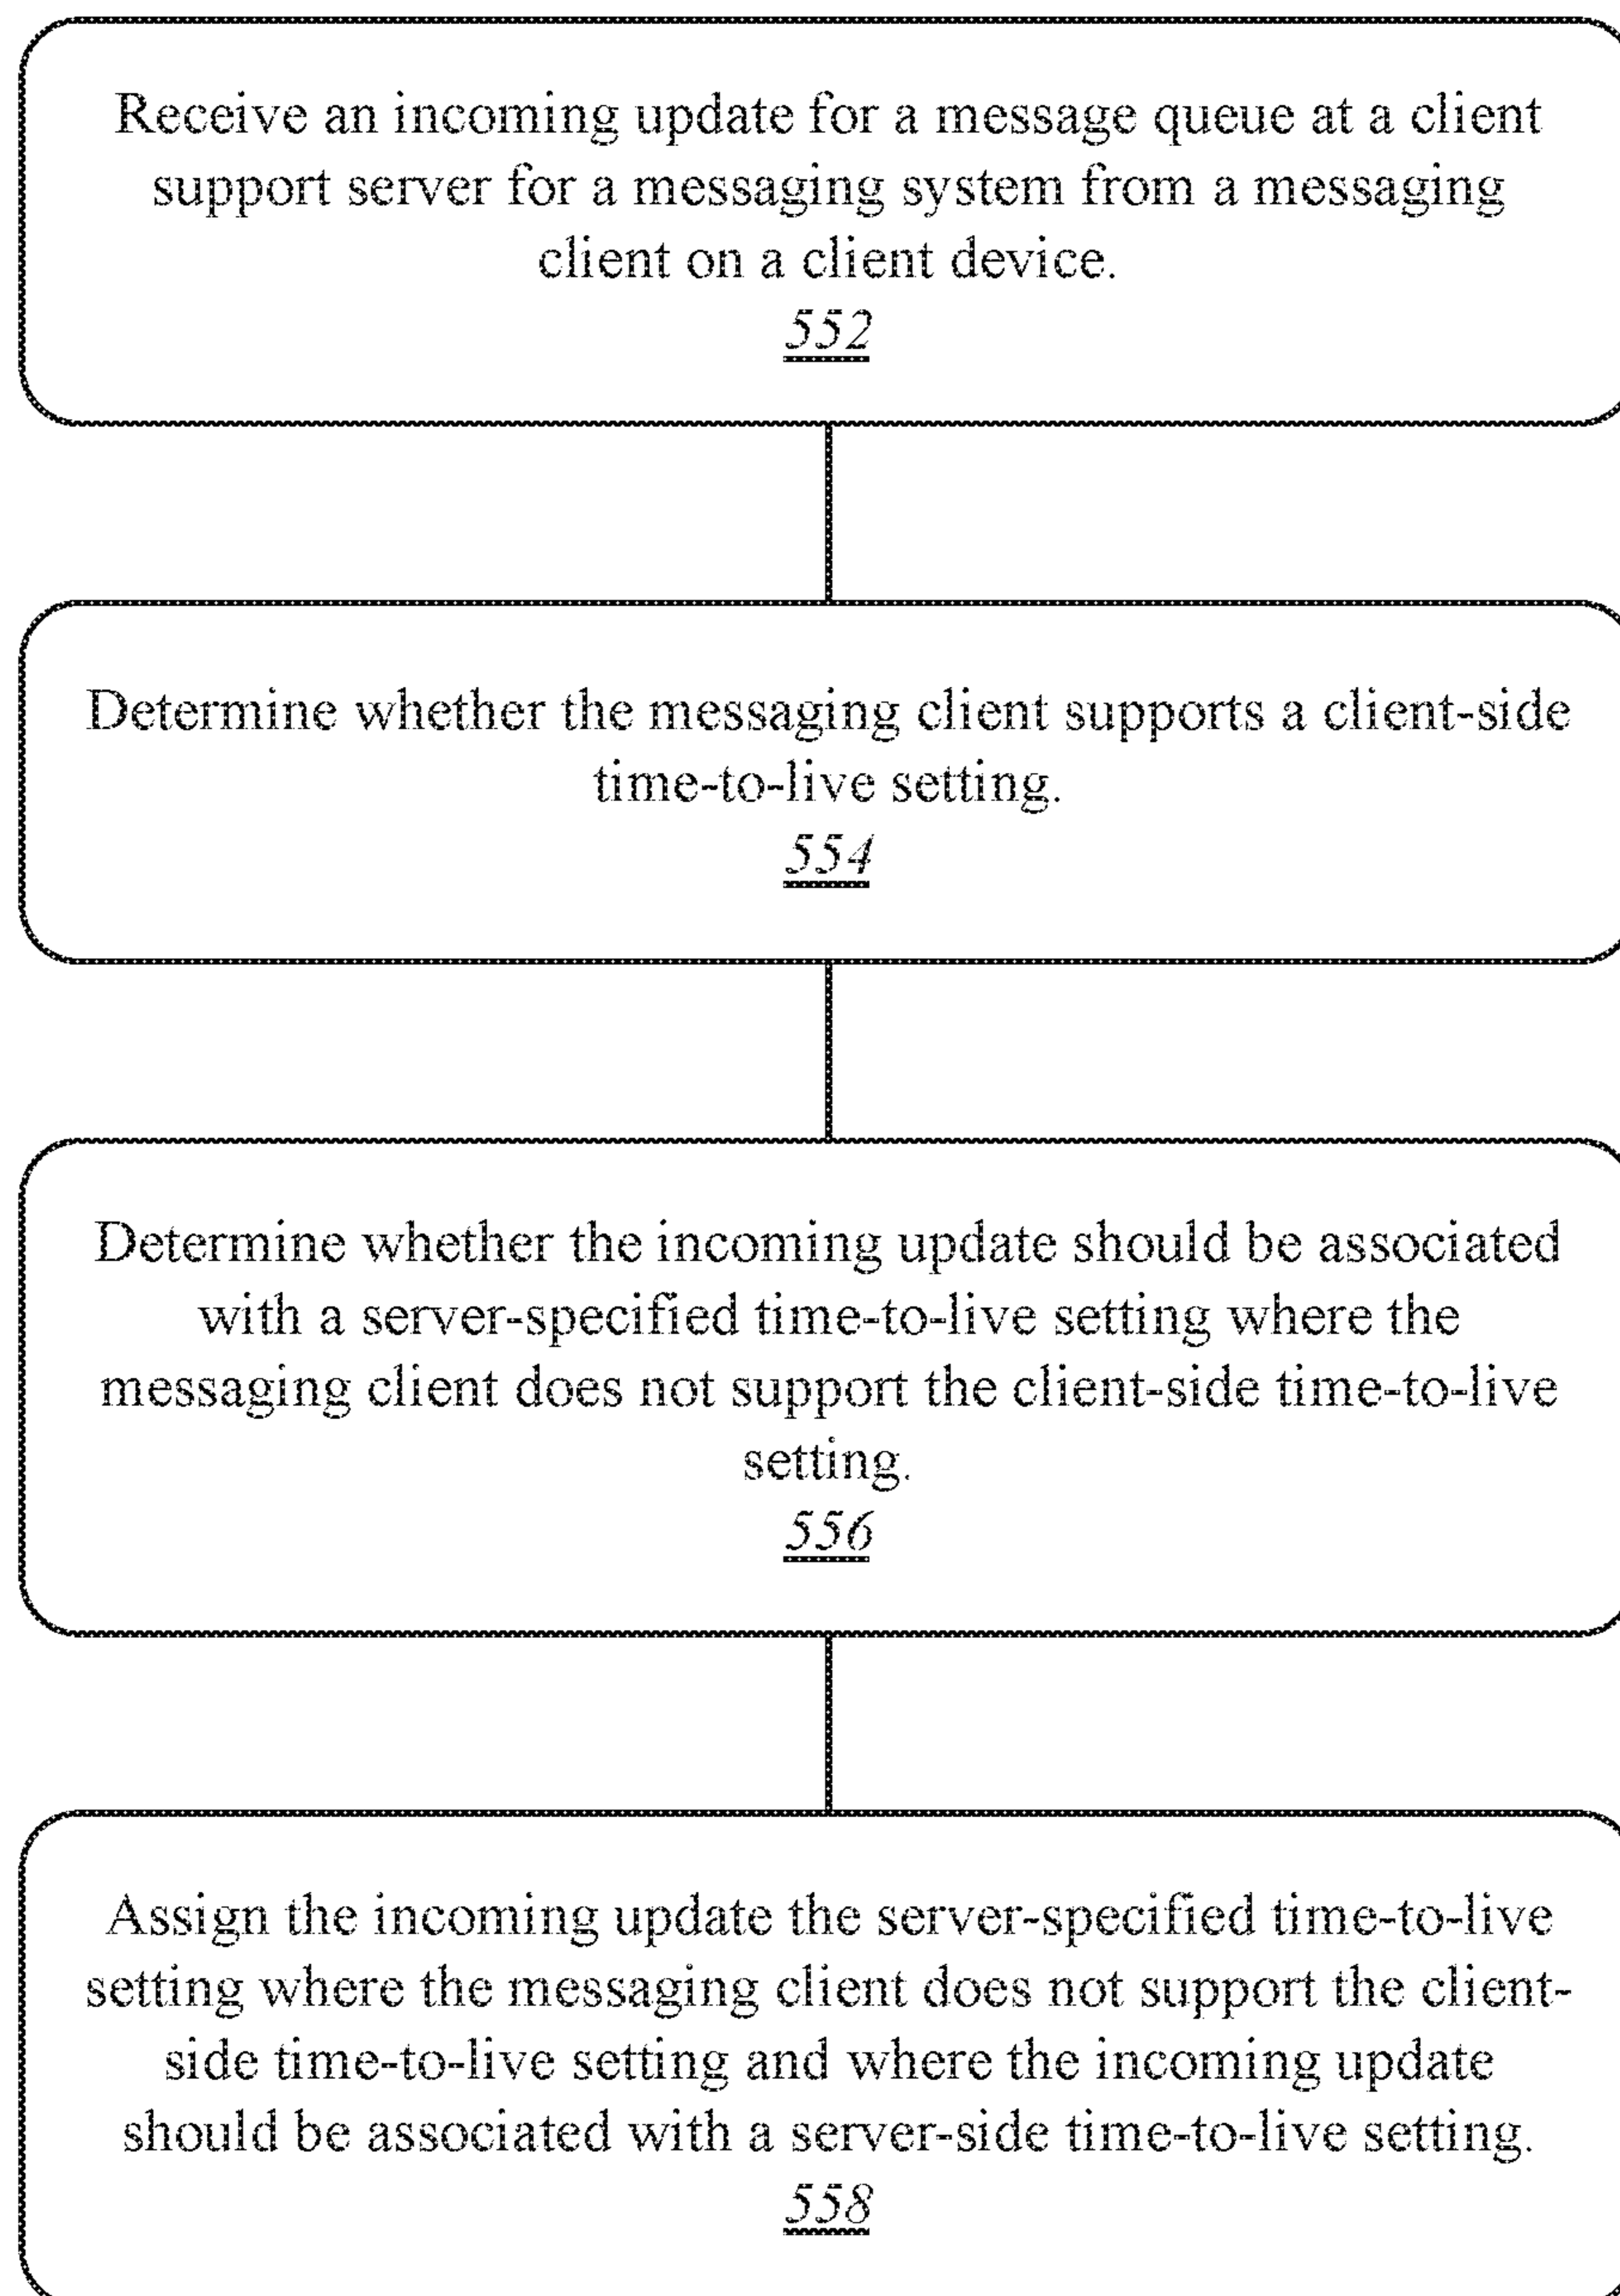 Receive an incoming update for a message queue at a client
support server for a messaging system from a messaging
client on a client device.
552
Determine whether the messaging client supports a client-side
time-to-live setting.
554
Determine whether the incoming update should be associated
with a server-specified time-to-live setting where the
messaging client does not support the client-side time-to-live
setting.
556
Assign the incoming update the server-specified time-to-live
setting where the messaging client does not support the client-
side time-to-live setting and where the incoming update
should be associated with a server-side time-to-live setting.
558